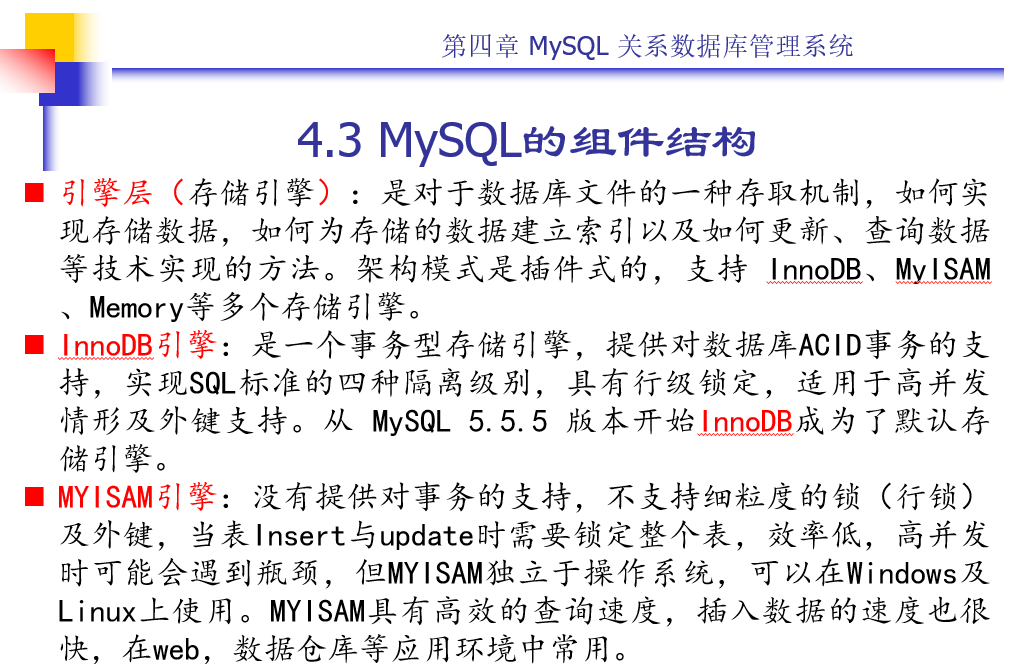 第四章 MySQL 关系数据库管理系统
4.3 MySQL的组件结构
引擎层（存储引擎）：是对于数据库文件的一种存取机制，如何实
现存储数据，如何为存储的数据建立索引以及如何更新、查询数据
等技术实现的方法。架构模式是插件式的，支持 InnoDB、MyISAM
、Memory等多个存储引擎。
InnoDB引擎：是一个事务型存储引擎，提供对数据库ACID事务的支
持，实现SQL标准的四种隔离级别，具有行级锁定，适用于高并发
情形及外键支持。从 MySQL 5.5.5 版本开始InnoDB成为了默认存
储引擎。
MYISAM引擎：没有提供对事务的支持，不支持细粒度的锁（行锁）
及外键，当表Insert与update时需要锁定整个表，效率低，高并发
时可能会遇到瓶颈，但MYISAM独立于操作系统，可以在Windows及
Linux上使用。MYISAM具有高效的查询速度，插入数据的速度也很
快，在web，数据仓库等应用环境中常用。